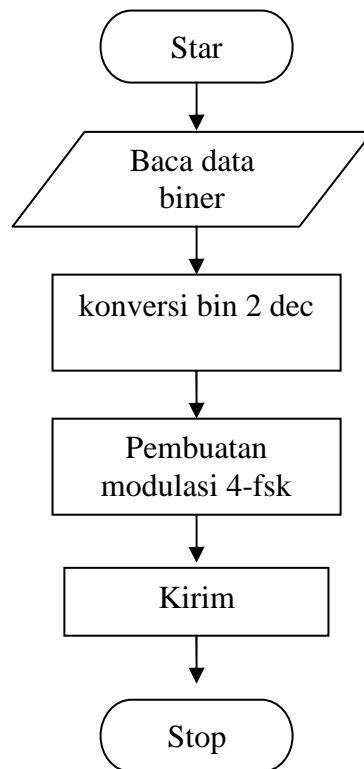 Star
Baca data
biner
konversi bin 2 dec
Pembuatan
modulasi 4-fsk
Kirim
Stop